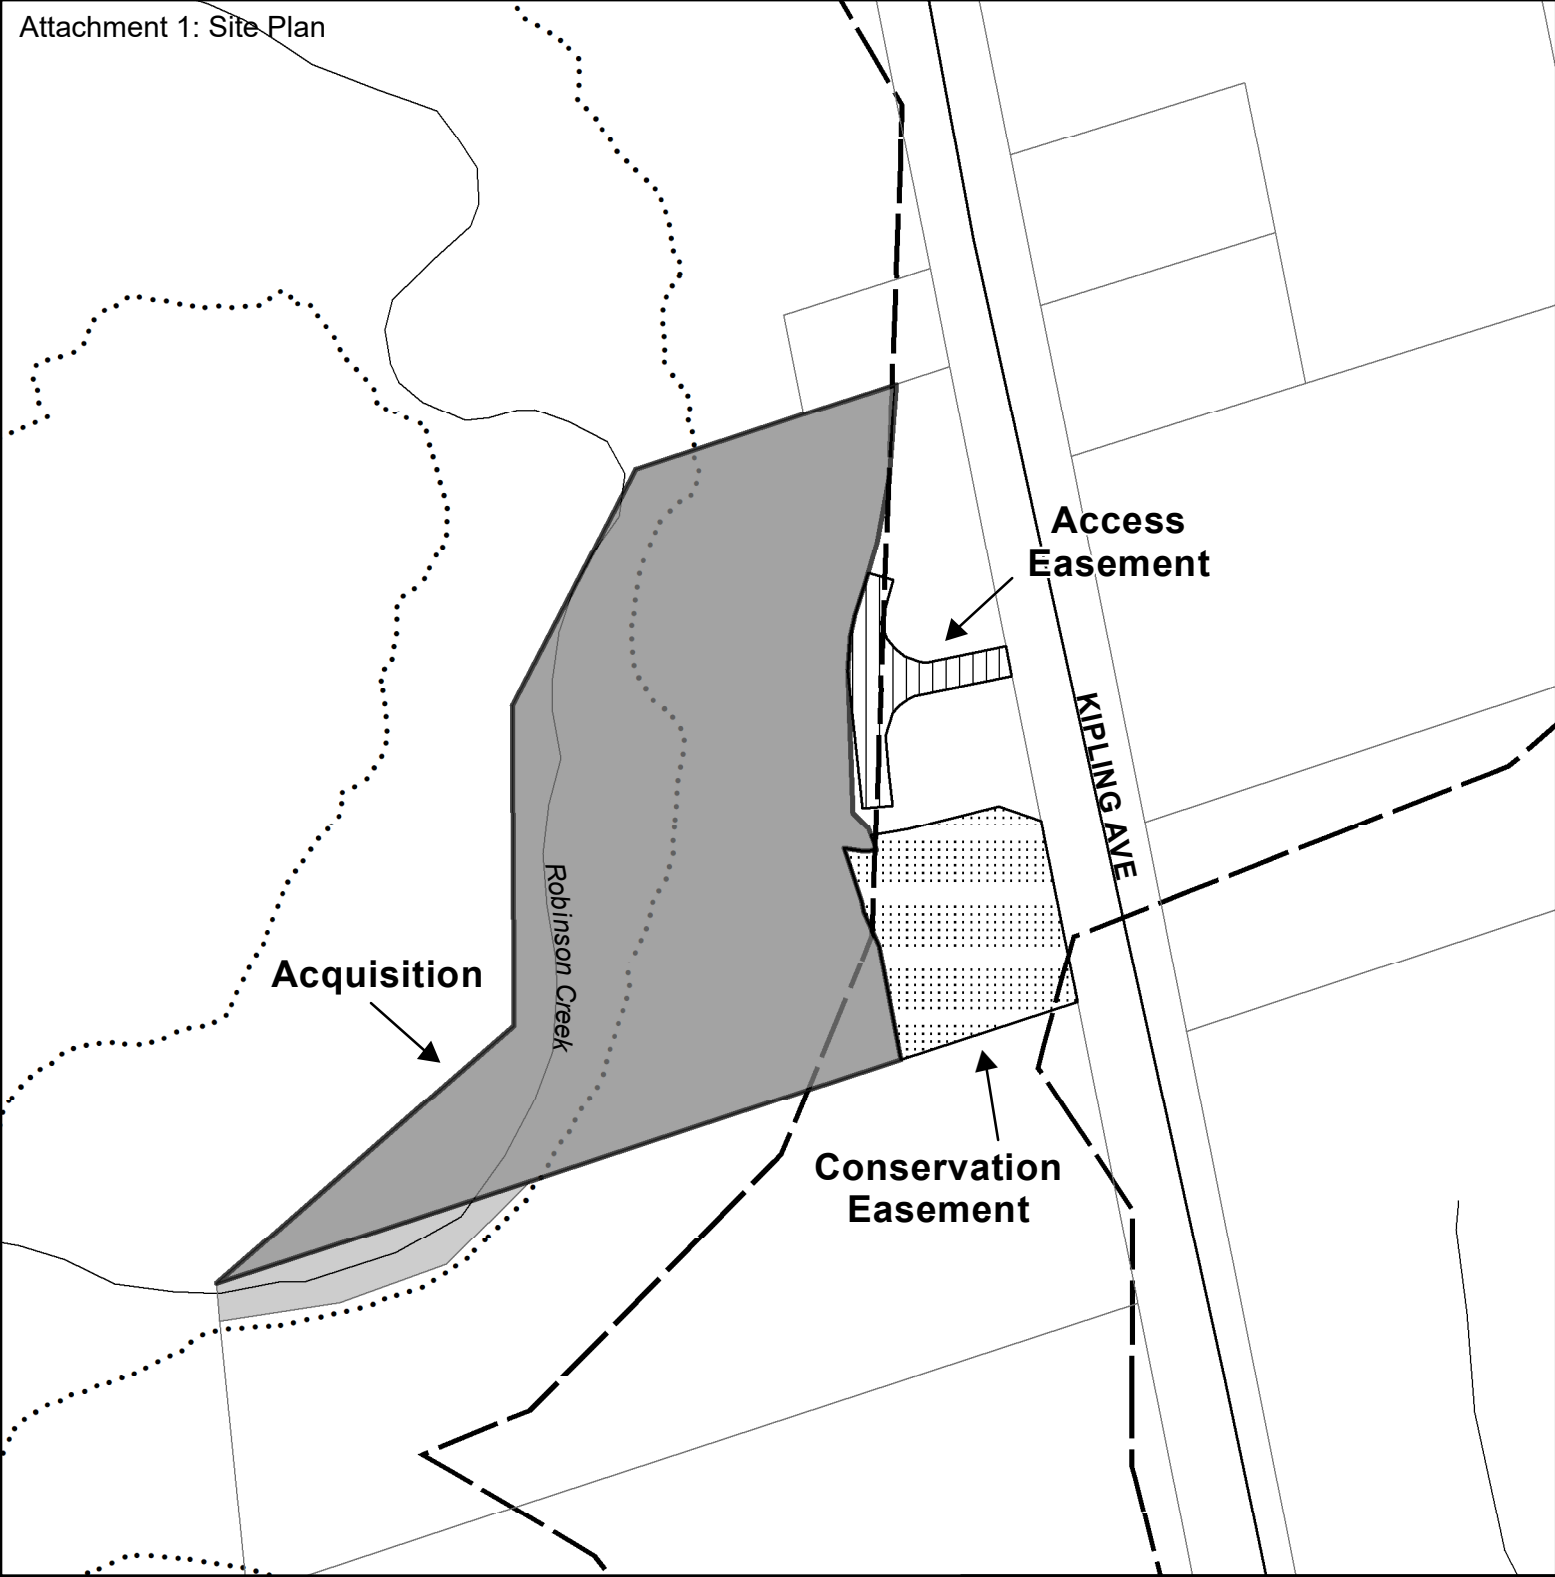 Attachment 1: Site Plan
Access
Easement
KIPLING AVE
Robinson Creek
Acquisition
Conservation
Easement